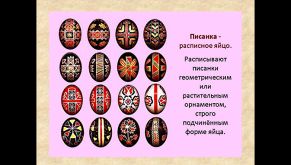 Писанка -
расписное яйцо.
Расписывают
писанки
геометрическим
или
растительным
орнаментом,
строго
подчинённым
форме яйца.